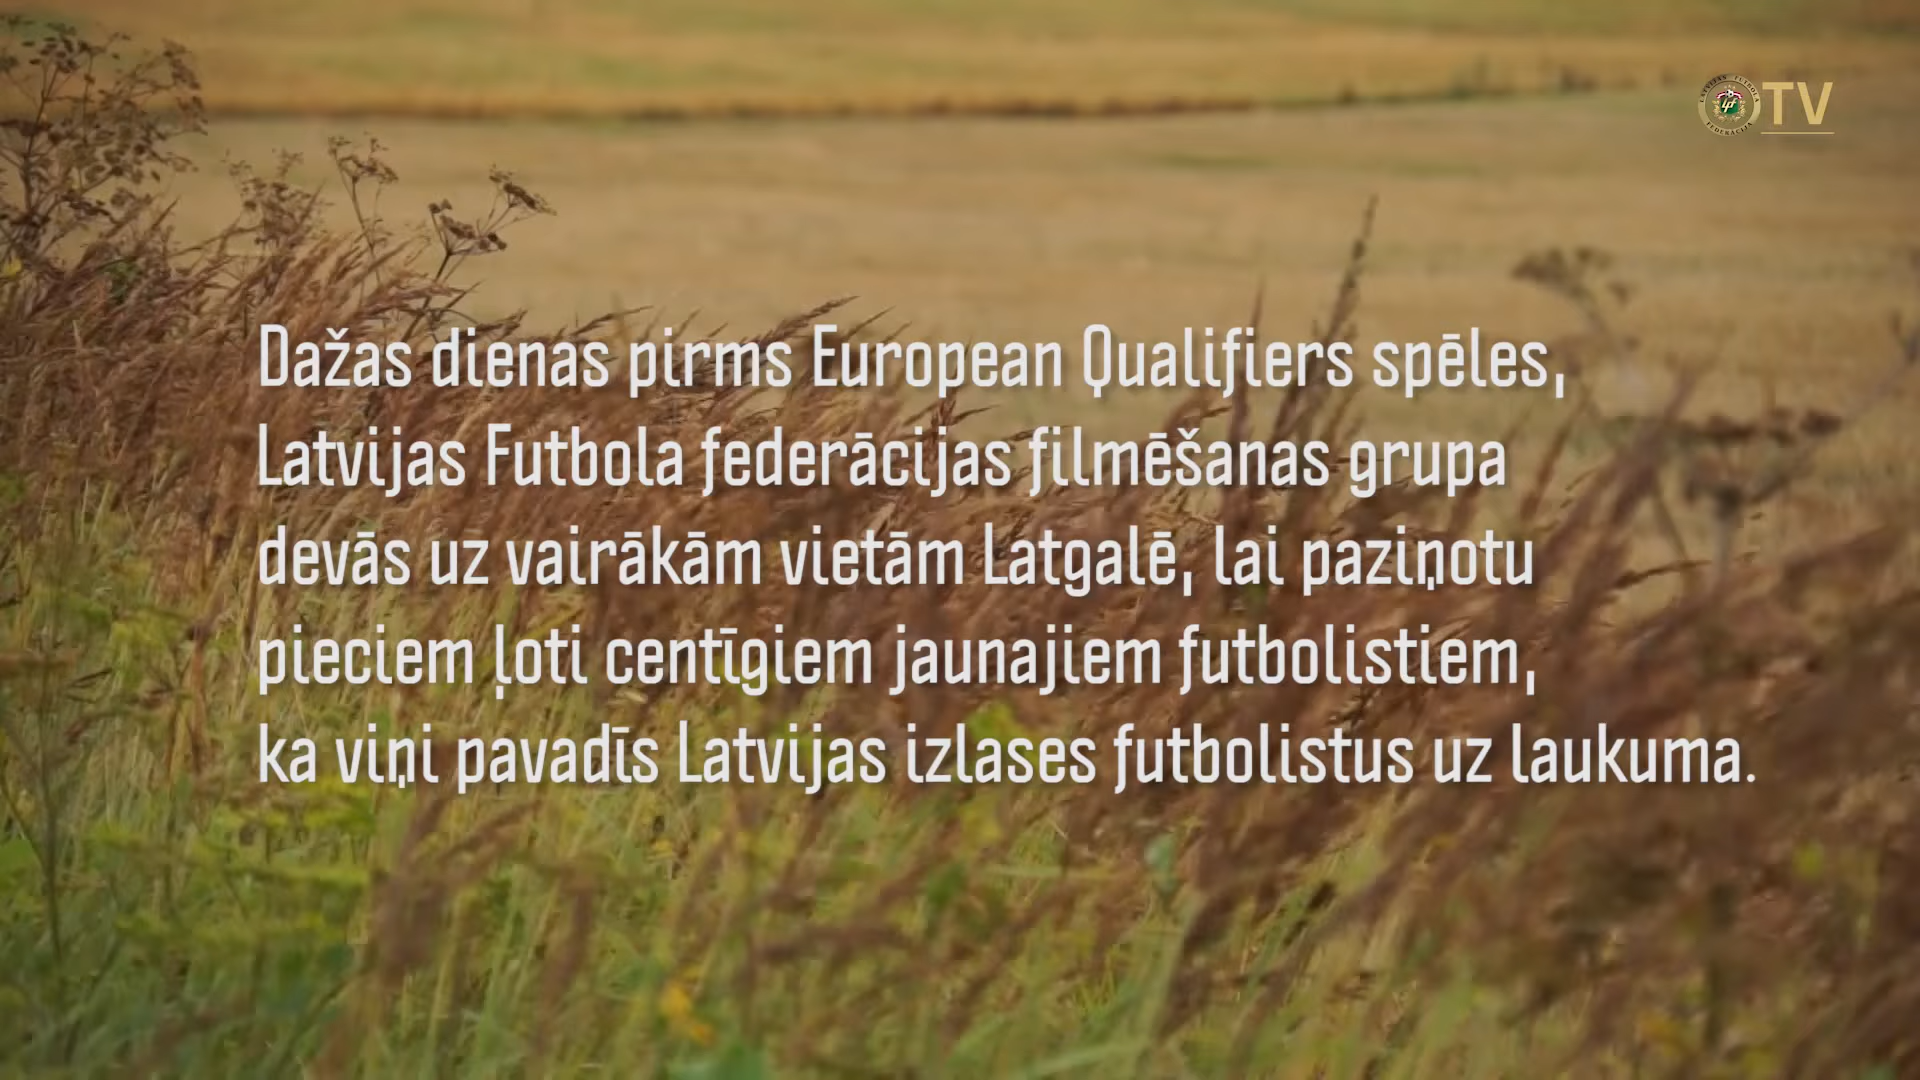 TV
Dažas dienas pirms European Qualifiers spēles,
Latvijas Futbola federācijas filmēšanas grupa
devās uz vairākām vietām Latgalē, lai paziņotu
pieciem ļoti centīgiem jaunajiem futbolistiem,
ka viņi pavadīs Latvijas izlases futbolistus uz laukuma.